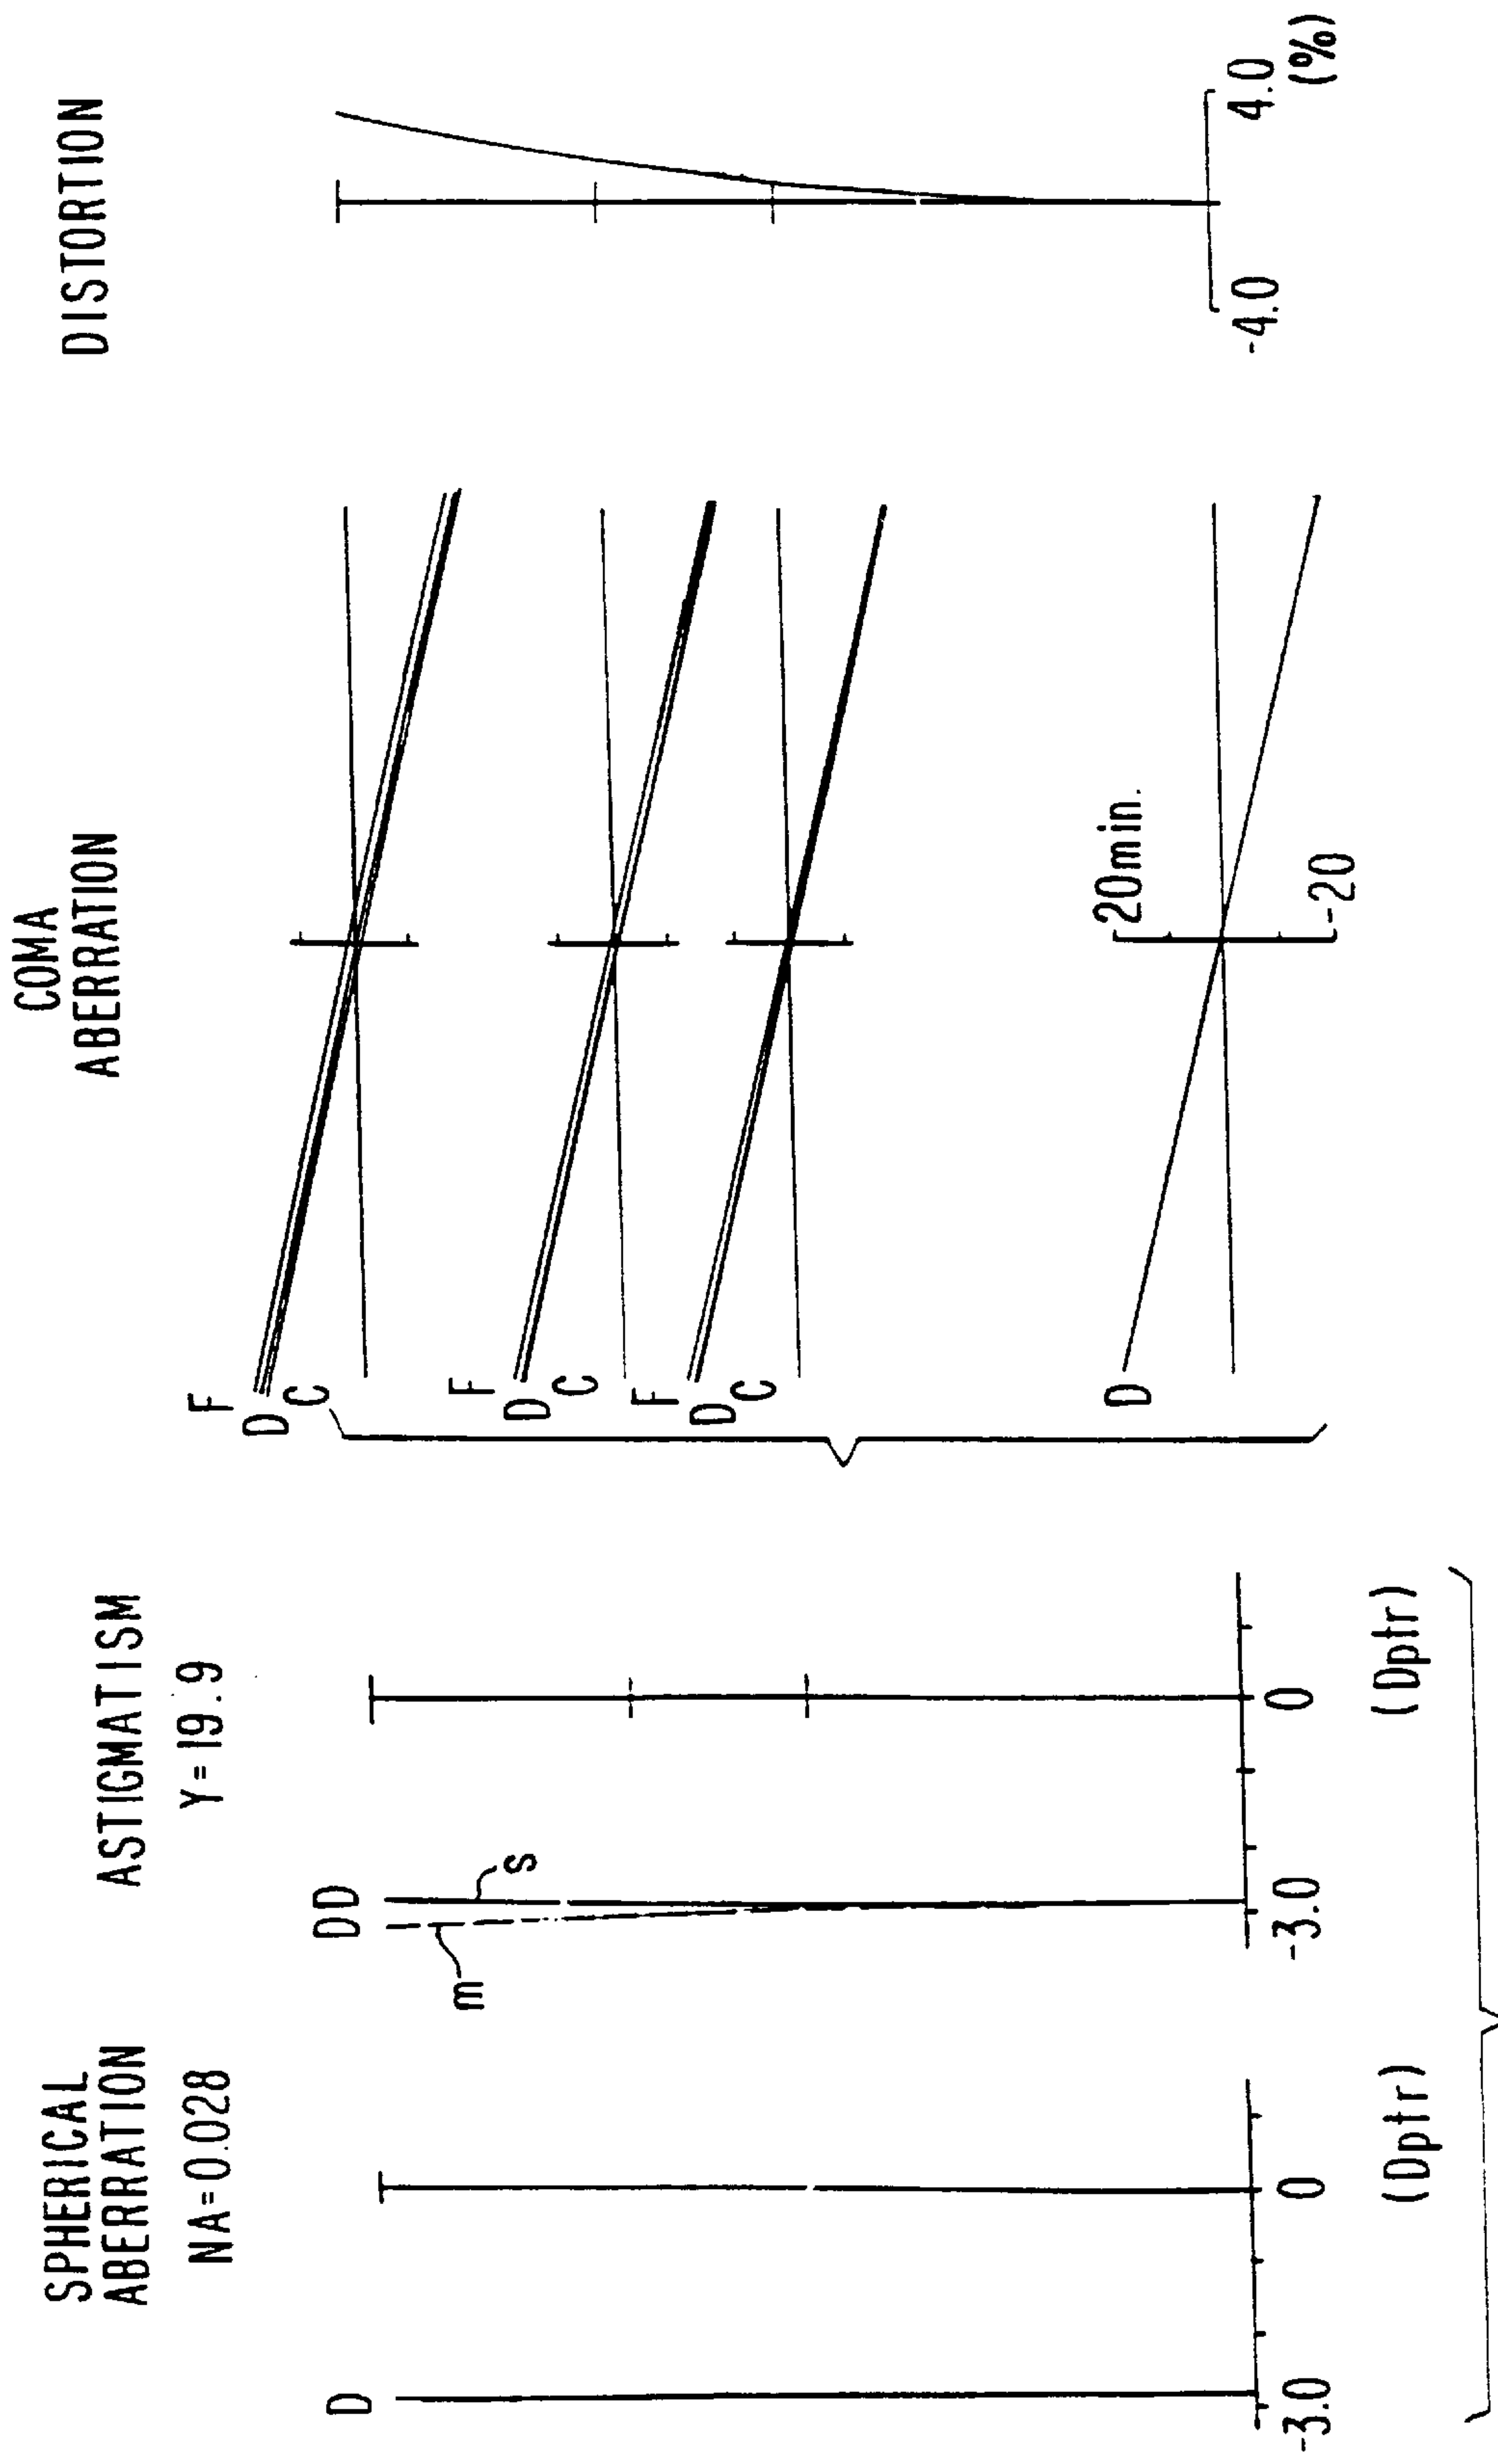 SPHERICAL
ABERRATION
NA=0.028
D
-3.0
0
(Dptr)
ASTIGMATISM
Y=19.9
DD
m
s
-3.0
0
(Dptr)
COMA
ABERRATION
F
D
C
F
D
C
F
D
C
D
20min.
-20
DISTORTION
-4.0
4.0
(%)